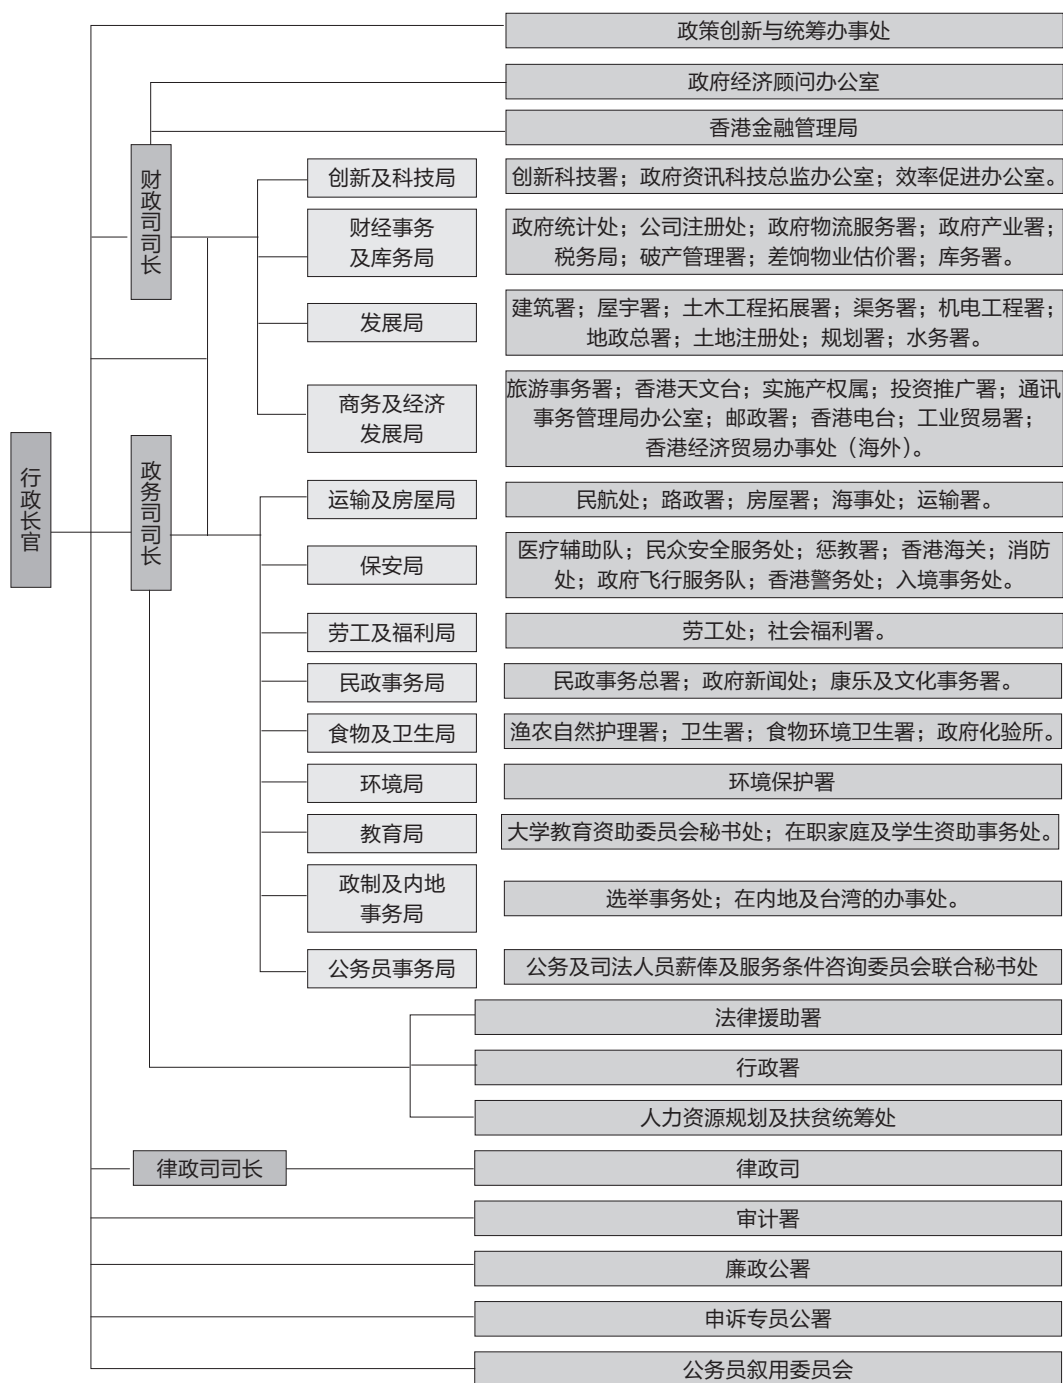 政策创新与统筹办事处
政府经济顾问办公室
香港金融管理局
财政司司长
创新及科技局
创新科技署；政府资讯科技总监办公室；效率促进办公室。
财经事务
及库务局
政府统计处；公司注册处；政府物流服务署；政府产业署；
税务局；破产管理署；差饷物业估价署；库务署。
发展局
建筑署；屋宇署；土木工程拓展署；渠务署；机电工程署；
地政总署；土地注册处；规划署；水务署。
商务及经济
发展局
旅游事务署；香港天文台；实施产权属；投资推广署；通讯
事务管理局办公室；邮政署；香港电台；工业贸易署；
香港经济贸易办事处（海外）。
行政长官
政务司司长
运输及房屋局
民航处；路政署；房屋署；海事处；运输署。
保安局
医疗辅助队；民众安全服务处；惩教署；香港海关；消防
处；政府飞行服务队；香港警务处；入境事务处。
劳工及福利局
劳工处；社会福利署。
民政事务局
民政事务总署；政府新闻处；康乐及文化事务署。
食物及卫生局
渔农自然护理署；卫生署；食物环境卫生署；政府化验所。
环境局
环境保护署
教育局
大学教育资助委员会秘书处；在职家庭及学生资助事务处。
政制及内地
事务局
选举事务处；在内地及台湾的办事处。
公务员事务局
公务及司法人员薪俸及服务条件咨询委员会联合秘书处
法律援助署
行政署
人力资源规划及扶贫统筹处
律政司司长
律政司
审计署
廉政公署
申诉专员公署
公务员叙用委员会